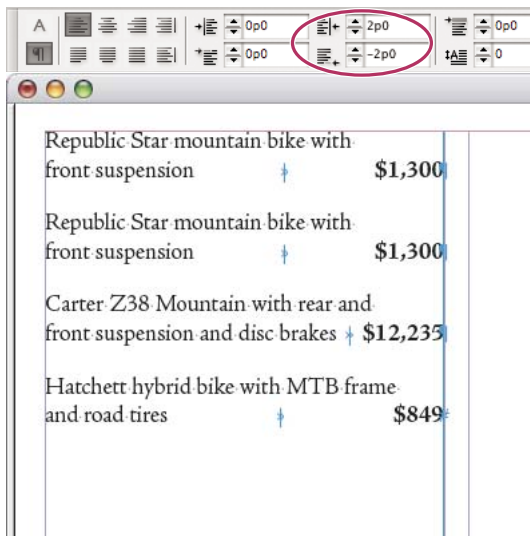 A 0p0 2p0 0p0
¶ 0p0 -2p0 A 0
Republic Star mountain bike with
front suspension $1,300
Republic Star mountain bike with
front suspension $1,300
Carter Z38 Mountain with rear and
front suspension and disc brakes $12,235
Hatchett hybrid bike with MTB frame
and road tires $849